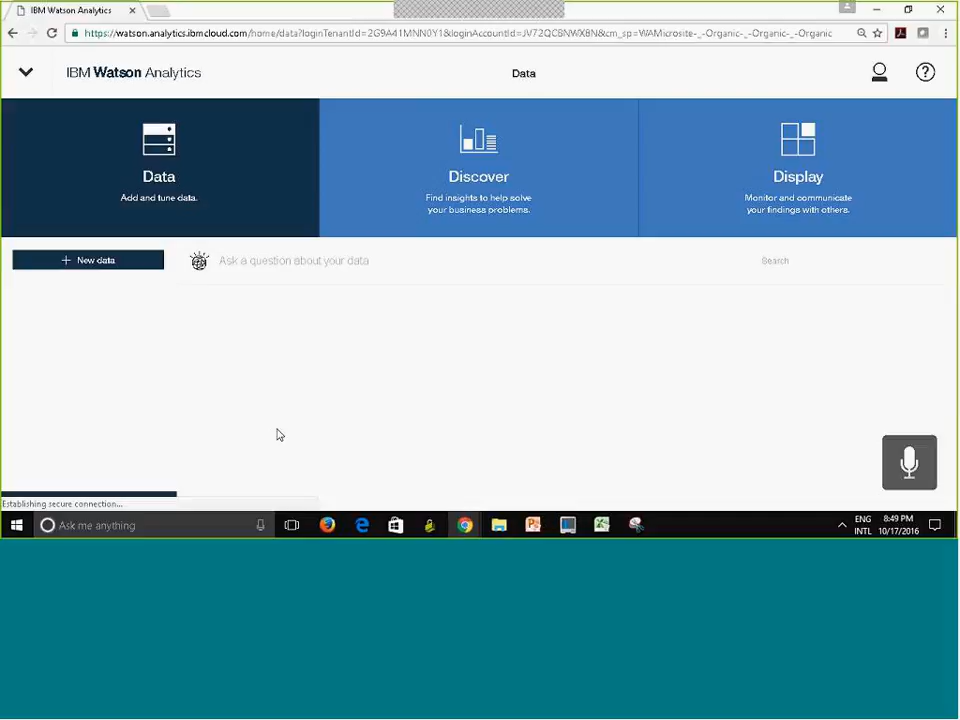 IBM Watson Analytics
https://watson.analytics.ibmcloud.com/home/data?loginTenantId=2G9A41MNN0Y1&loginAccountId=JV72QC8NWX8N&cm_sp=WAMicrosite-_-Organic-_-Organic-_-Organic
IBM Watson Analytics
Data
Data
Add and tune data.
Discover
Find insights to help solve
your business problems.
Display
Monitor and communicate
your findings with others.
+ New data
Ask a question about your data
Search
Establishing secure connection...
Ask me anything
ENG
INTL
8:49 PM
10/17/2016